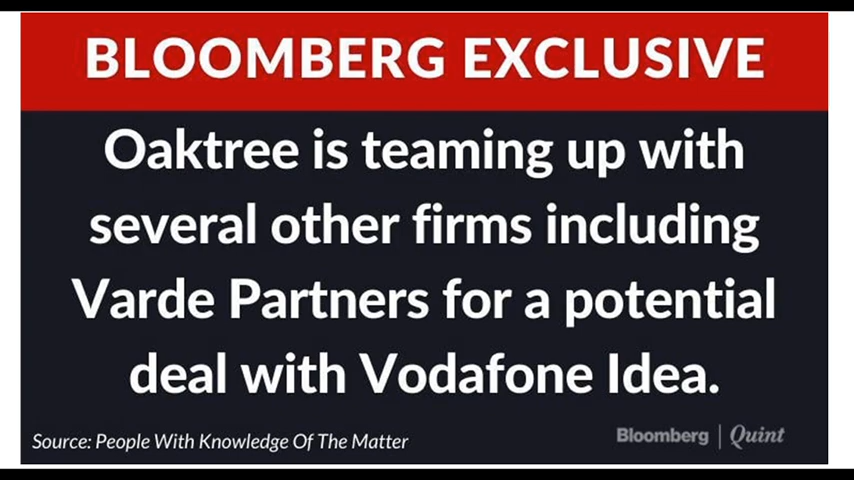 BLOOMBERG EXCLUSIVE
Oaktree is teaming up with
several other firms including
Varde Partners for a potential
deal with Vodafone Idea.
Source: People With Knowledge Of The Matter
Bloomberg | Quint